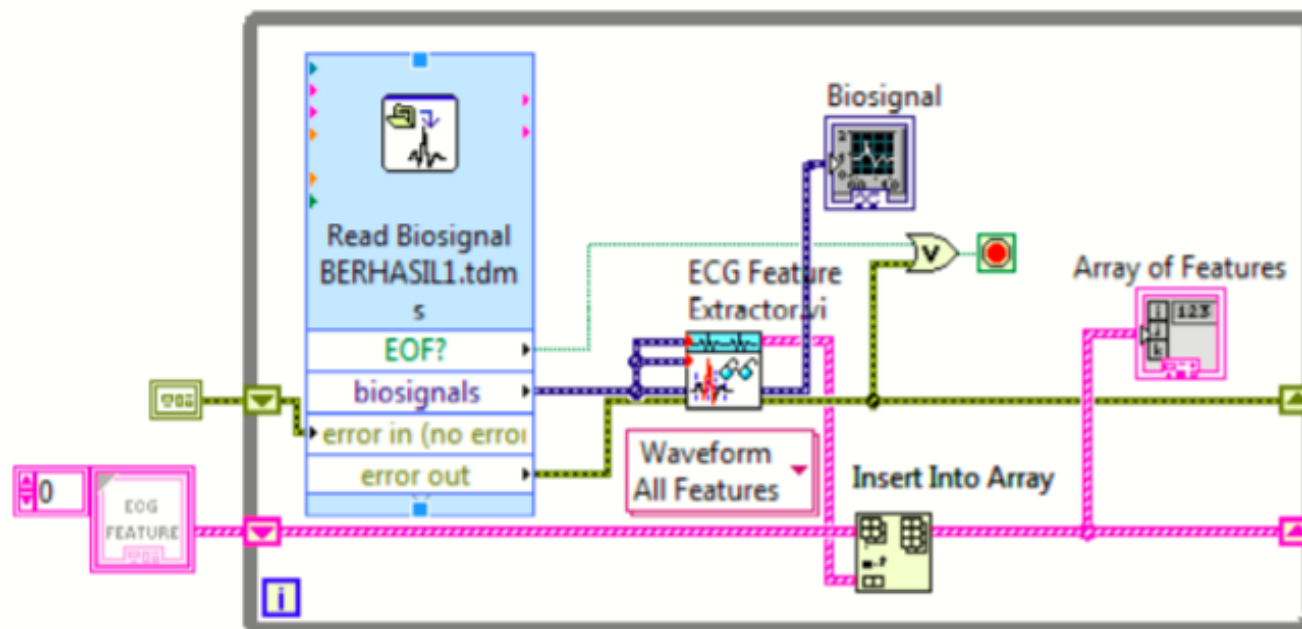 Biosignal
Read Biosignal
BERHASIL1.tdm
s
ECG Feature
Extractor.vi
Array of Features
123
EOF?
biosignals
error in (no error
error out
Waveform
All Features
Insert Into Array
0
ECG
FEATURE
i